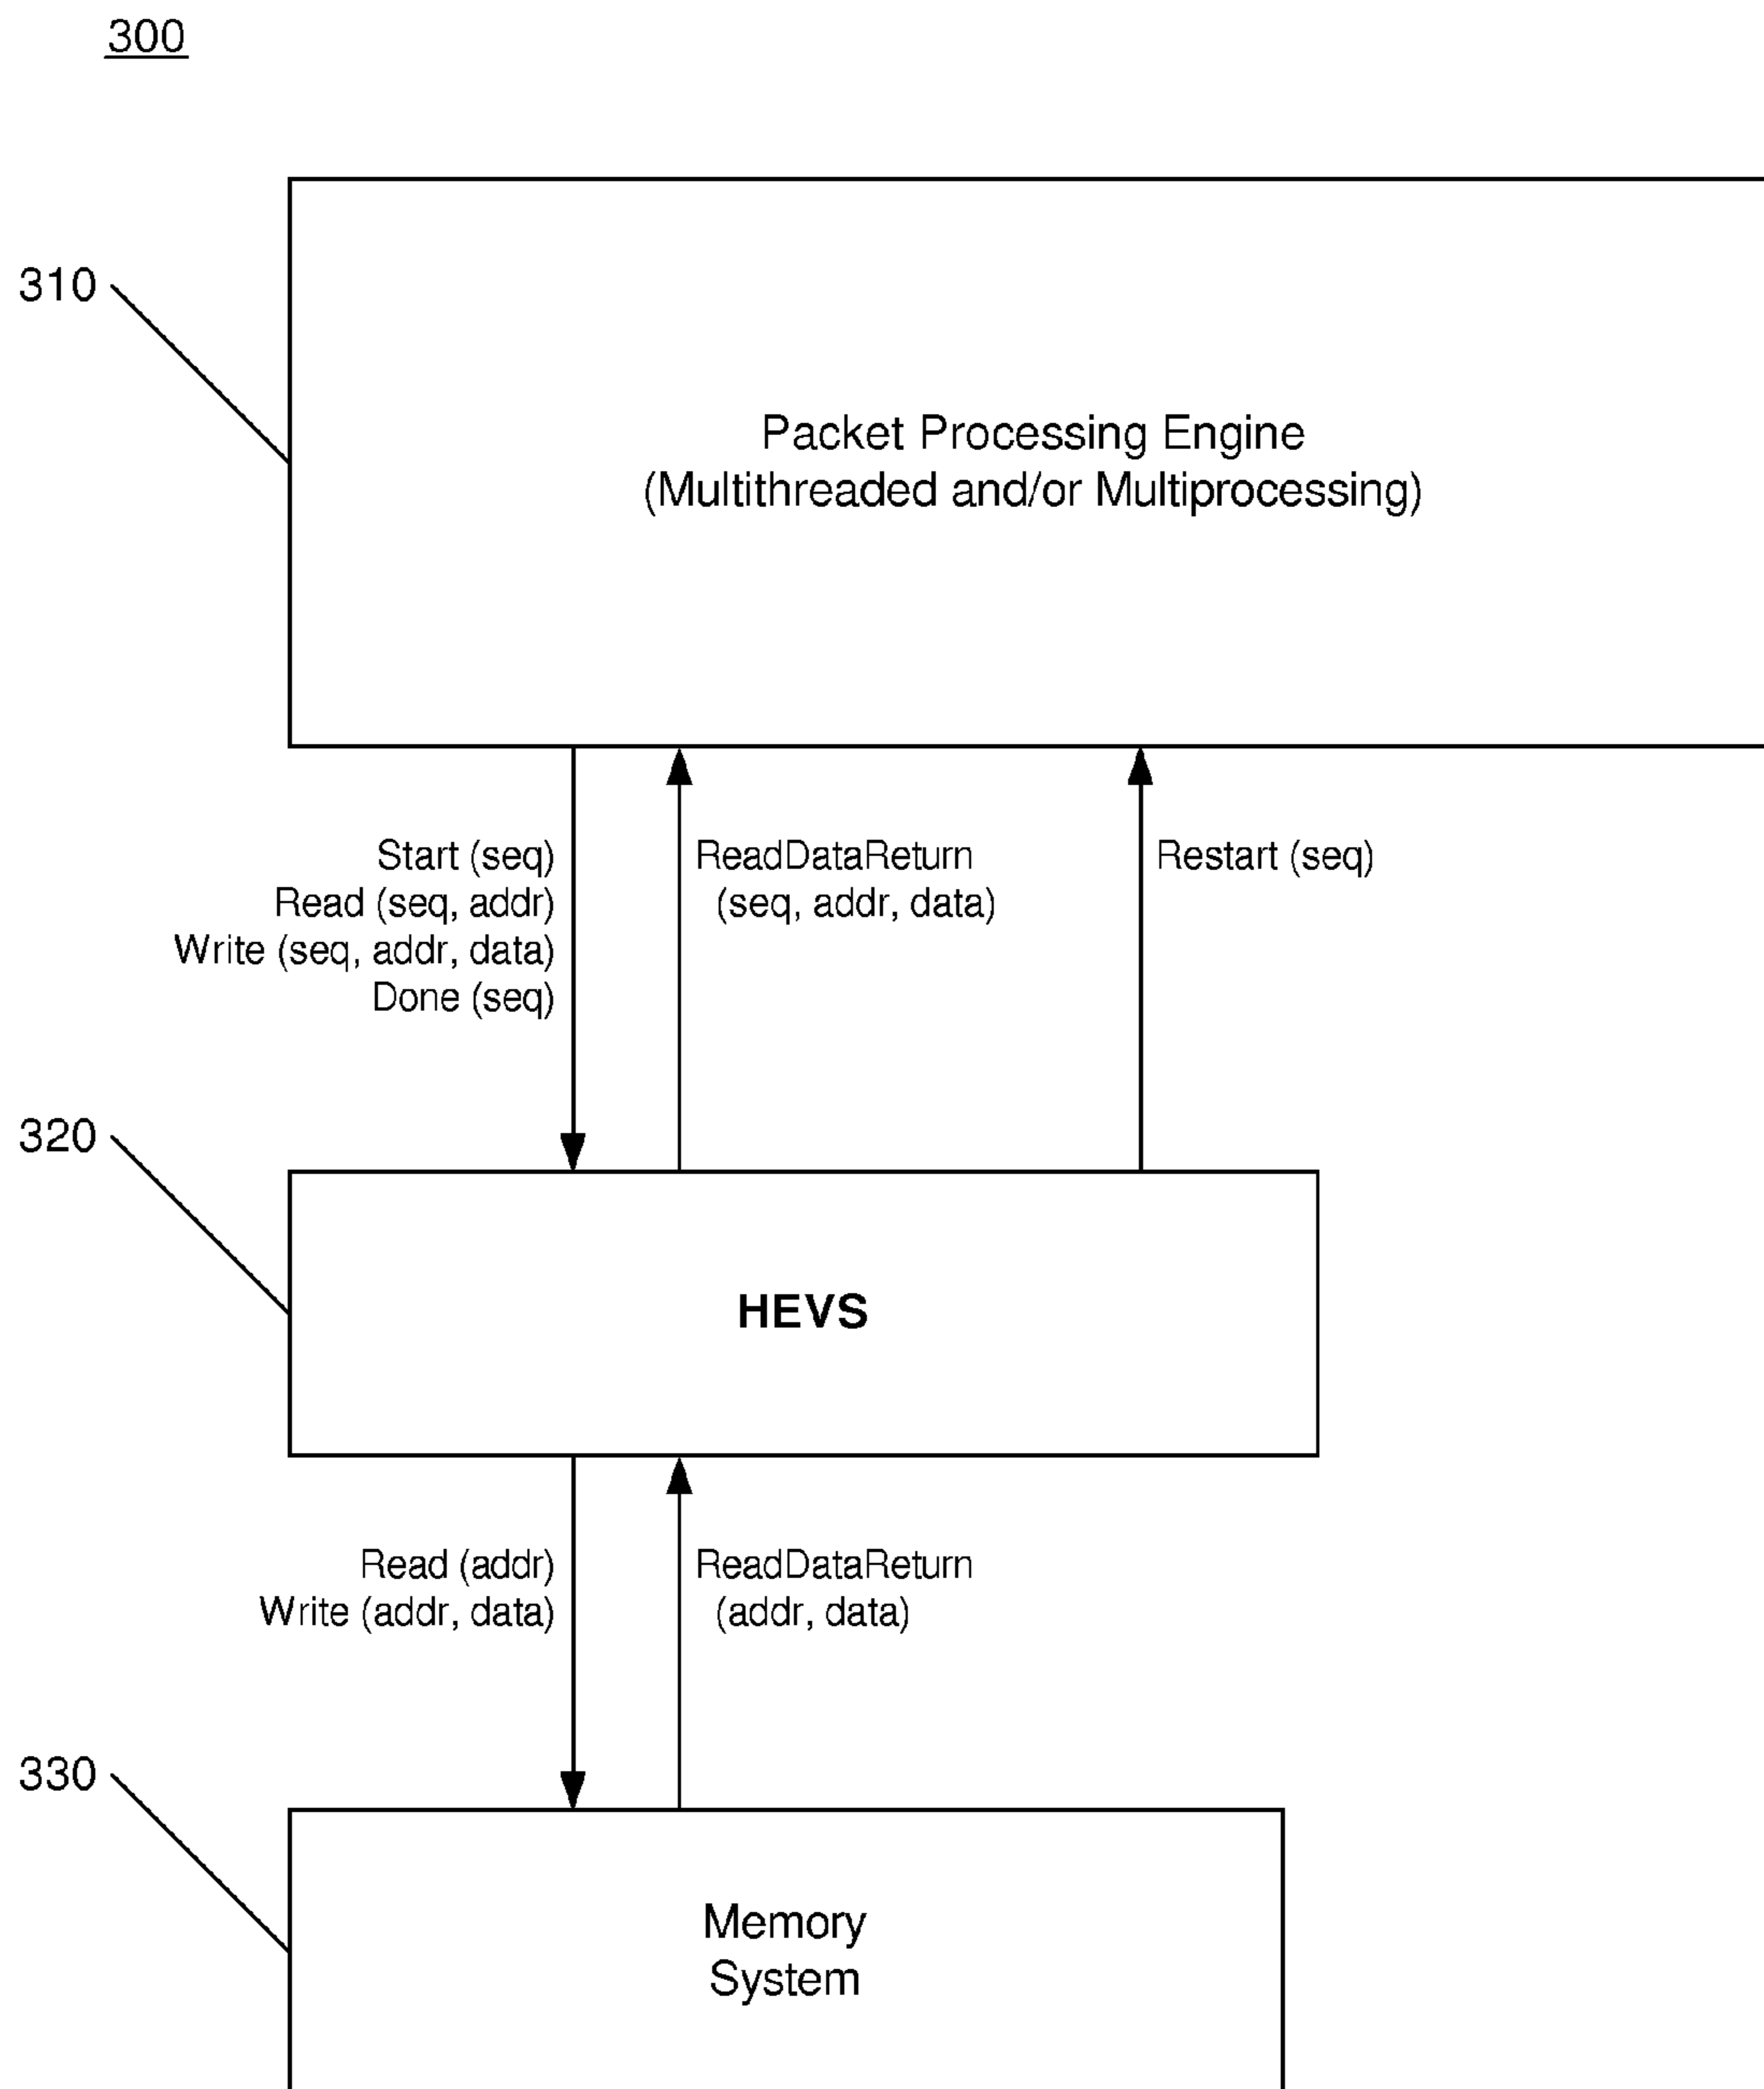 300
310
Packet Processing Engine
(Multithreaded and/or Multiprocessing)
Start (seq)
Read (seq, addr)
Write (seq, addr, data)
Done (seq)
ReadDataReturn
(seq, addr, data)
Restart (seq)
320
HEVS
Read (addr)
Write (addr, data)
ReadDataReturn
(addr, data)
330
Memory
System